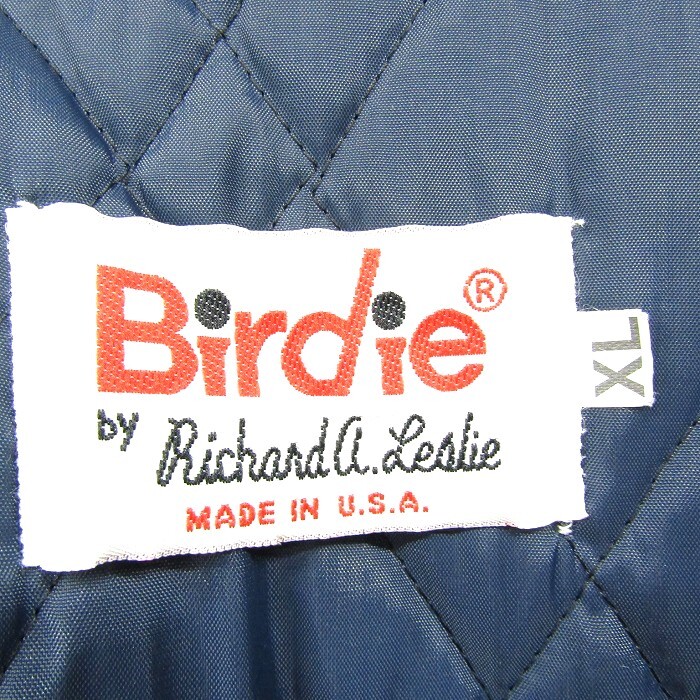 Birdie®
by Richard A. Leslie
MADE IN U.S.A.
XL